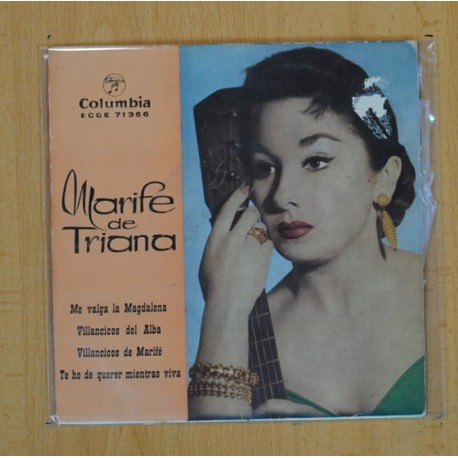 Columbia
ECGE 71356
Marife
de
Triana
Me valga la Magdalena
Villancicos del Alba
Villancicos de Marifé
Te he de querer mientras viva